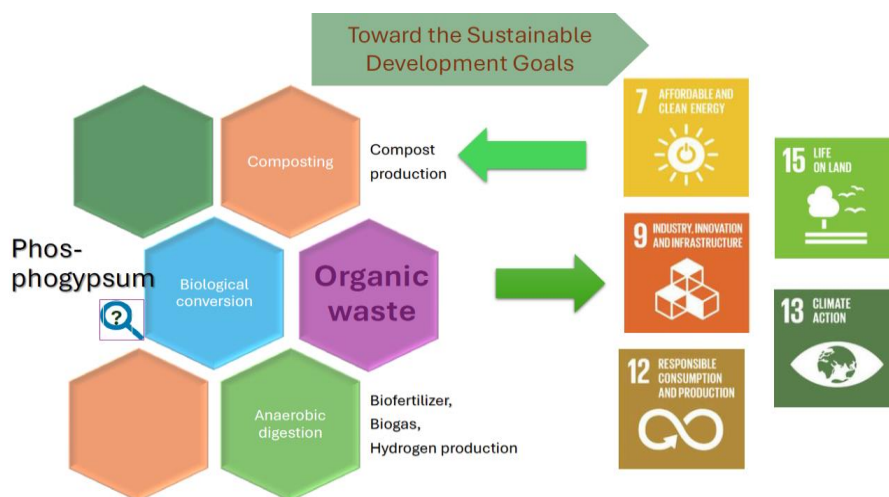 Toward the Sustainable
Development Goals
Composting
Compost
production
Phos-
phogypsum
?
Biological
conversion
Organic
waste
Anaerobic
digestion
Biofertilizer,
Biogas,
Hydrogen production
7 AFFORDABLE AND
CLEAN ENERGY
15 LIFE
ON LAND
9 INDUSTRY, INNOVATION
AND INFRASTRUCTURE
13 CLIMATE
ACTION
12 RESPONSIBLE
CONSUMPTION
AND PRODUCTION